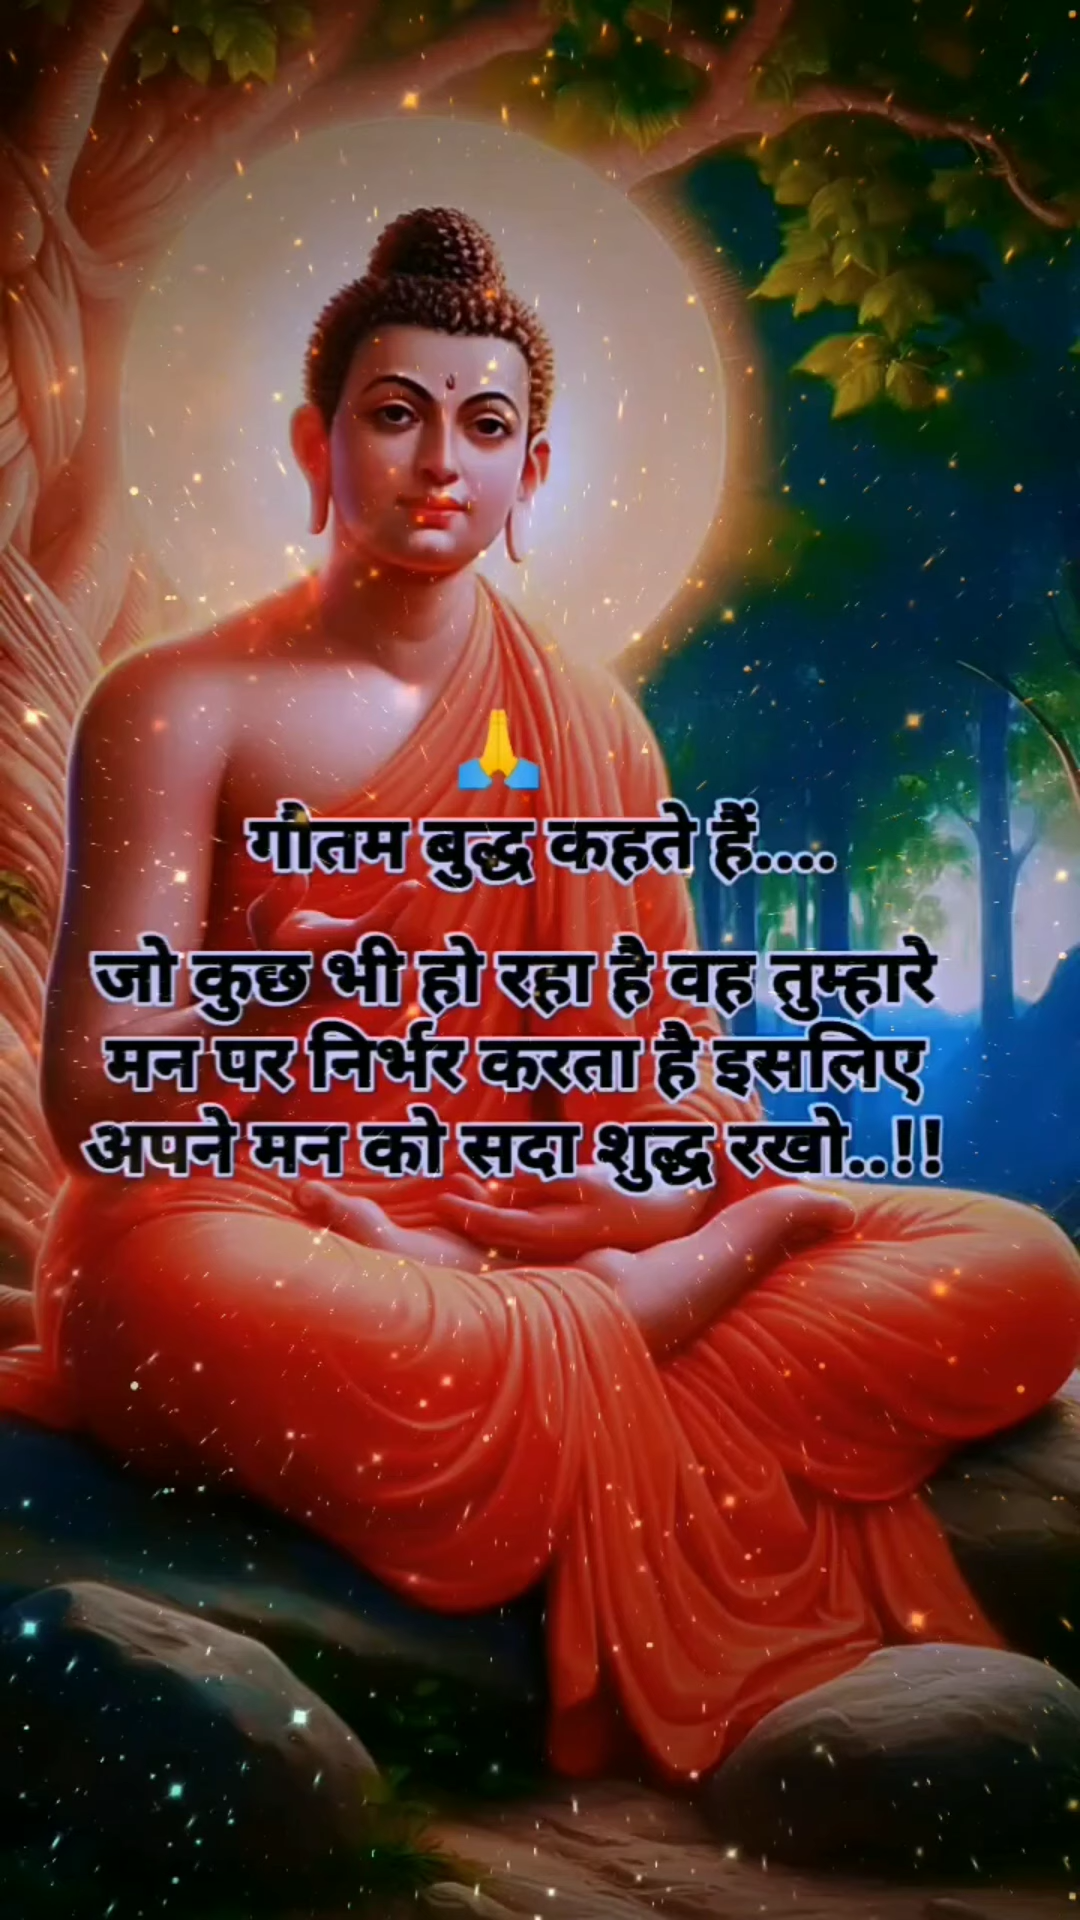 🙏
गौतम बुद्ध कहते हैं....
जो कुछ भी हो रहा है वह तुम्हारे
मन पर निर्भर करता है इसलिए
अपने मन को सदा शुद्ध रखो..!!